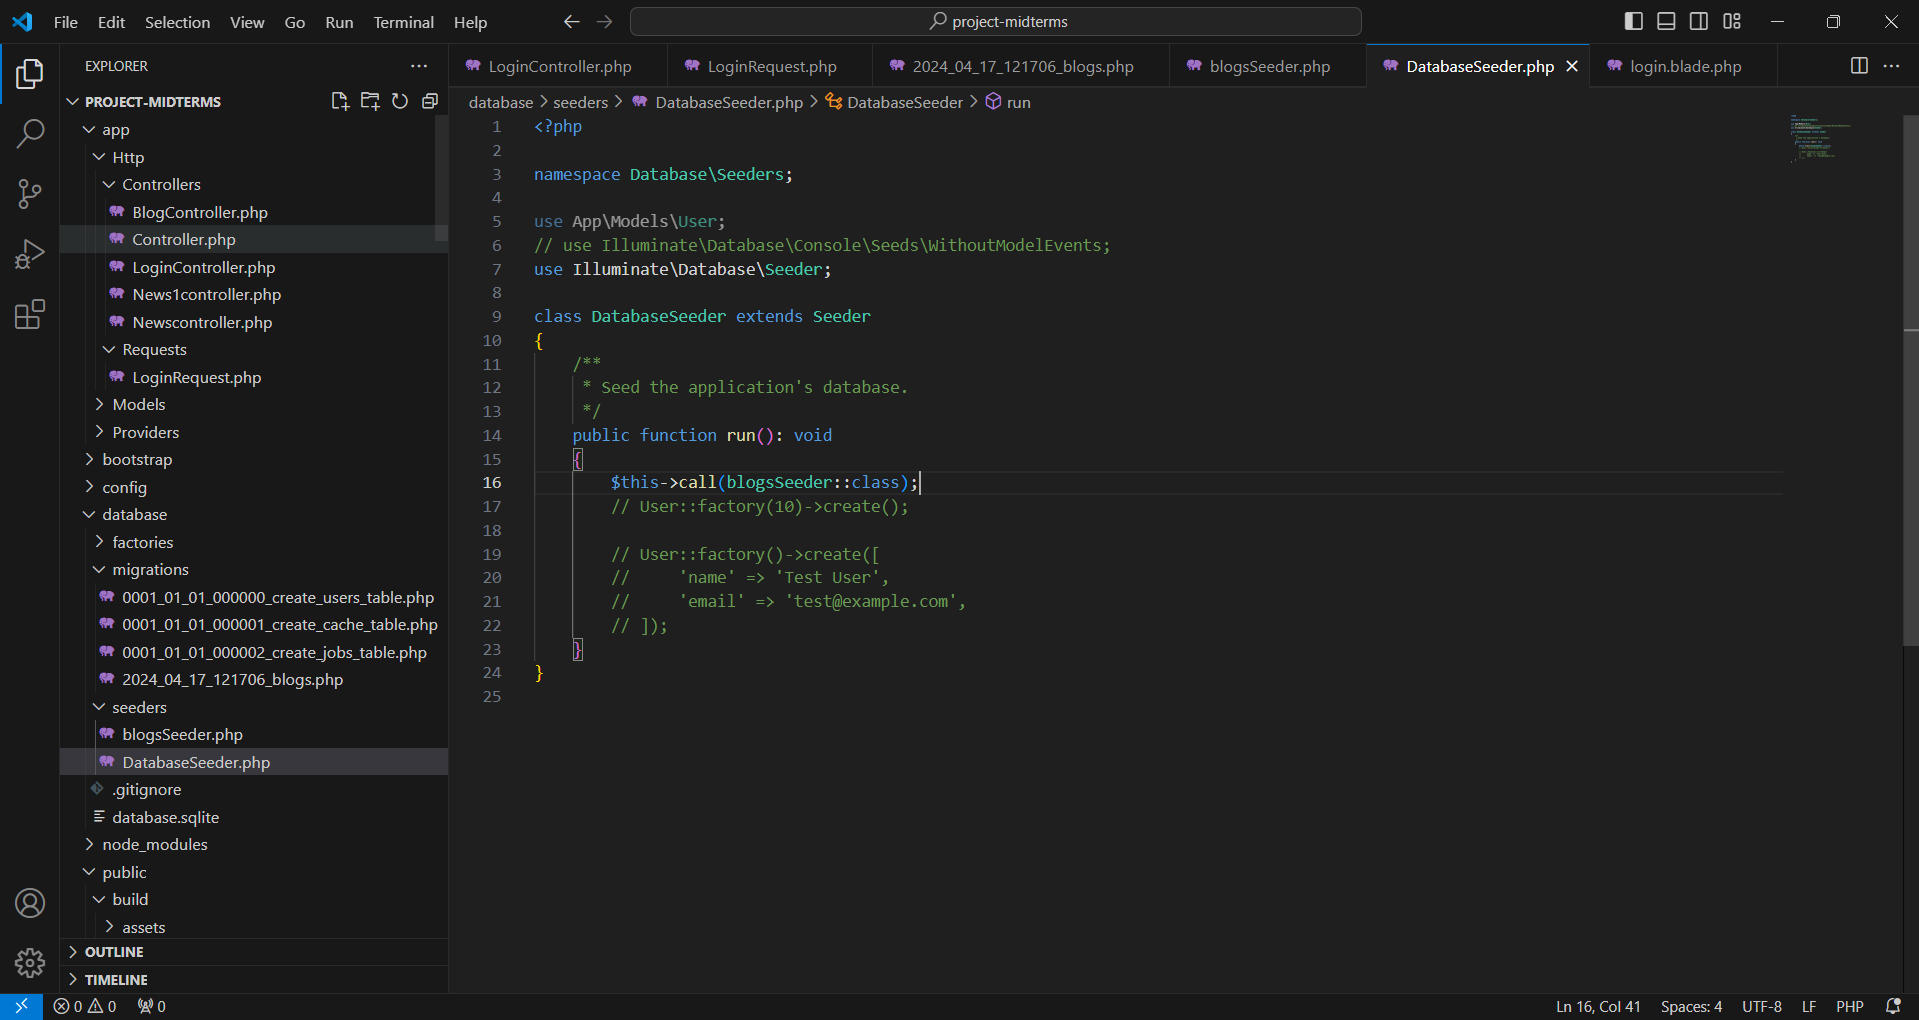 File Edit Selection View Go Run Terminal Help
project-midterms
EXPLORER
PROJECT-MIDTERMS
app
Http
Controllers
BlogController.php
Controller.php
LoginController.php
News1controller.php
Newscontroller.php
Requests
LoginRequest.php
Models
Providers
bootstrap
config
database
factories
migrations
0001_01_01_000000_create_users_table.php
0001_01_01_000001_create_cache_table.php
0001_01_01_000002_create_jobs_table.php
2024_04_17_121706_blogs.php
seeders
blogsSeeder.php
DatabaseSeeder.php
.gitignore
database.sqlite
node_modules
public
build
assets
OUTLINE
TIMELINE
LoginController.php LoginRequest.php 2024_04_17_121706_blogs.php blogsSeeder.php DatabaseSeeder.php login.blade.php
database > seeders > DatabaseSeeder.php > DatabaseSeeder > run
1 <?php
2
3 namespace Database\Seeders;
4
5 use App\Models\User;
6 // use Illuminate\Database\Console\Seeds\WithoutModelEvents;
7 use Illuminate\Database\Seeder;
8
9 class DatabaseSeeder extends Seeder
10 {
11 /**
12 * Seed the application's database.
13 */
14 public function run(): void
15 {
16 $this->call(blogsSeeder::class);
17 // User::factory(10)->create();
18
19 // User::factory()->create([
20 // 'name' => 'Test User',
21 // 'email' => 'test@example.com',
22 // ]);
23 }
24 }
25
0 0 0
Ln 16, Col 41 Spaces: 4 UTF-8 LF PHP